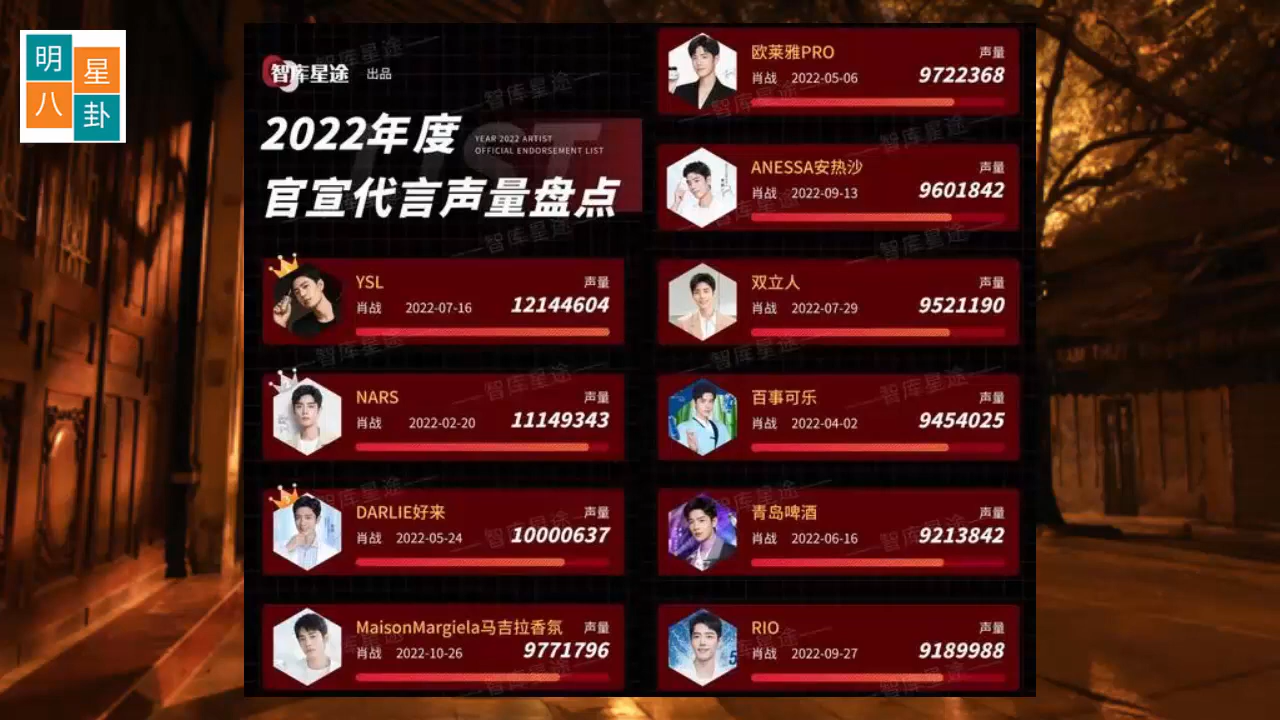 明星
八卦
智库星途 出品
2022年度
YEAR 2022 ARTIST
OFFICIAL ENDORSEMENT LIST
官宣代言声量盘点
YSL 声量
肖战 2022-07-16 12144604
NARS 声量
肖战 2022-02-20 11149343
DARLIE好来 声量
肖战 2022-05-24 10000637
MaisonMargiela马吉拉香氛 声量
肖战 2022-10-26 9771796
欧莱雅PRO 声量
肖战 2022-05-06 9722368
ANESSA安热沙 声量
肖战 2022-09-13 9601842
双立人 声量
肖战 2022-07-29 9521190
百事可乐 声量
肖战 2022-04-02 9454025
青岛啤酒 声量
肖战 2022-06-16 9213842
RIO 声量
肖战 2022-09-27 9189988
智库星途